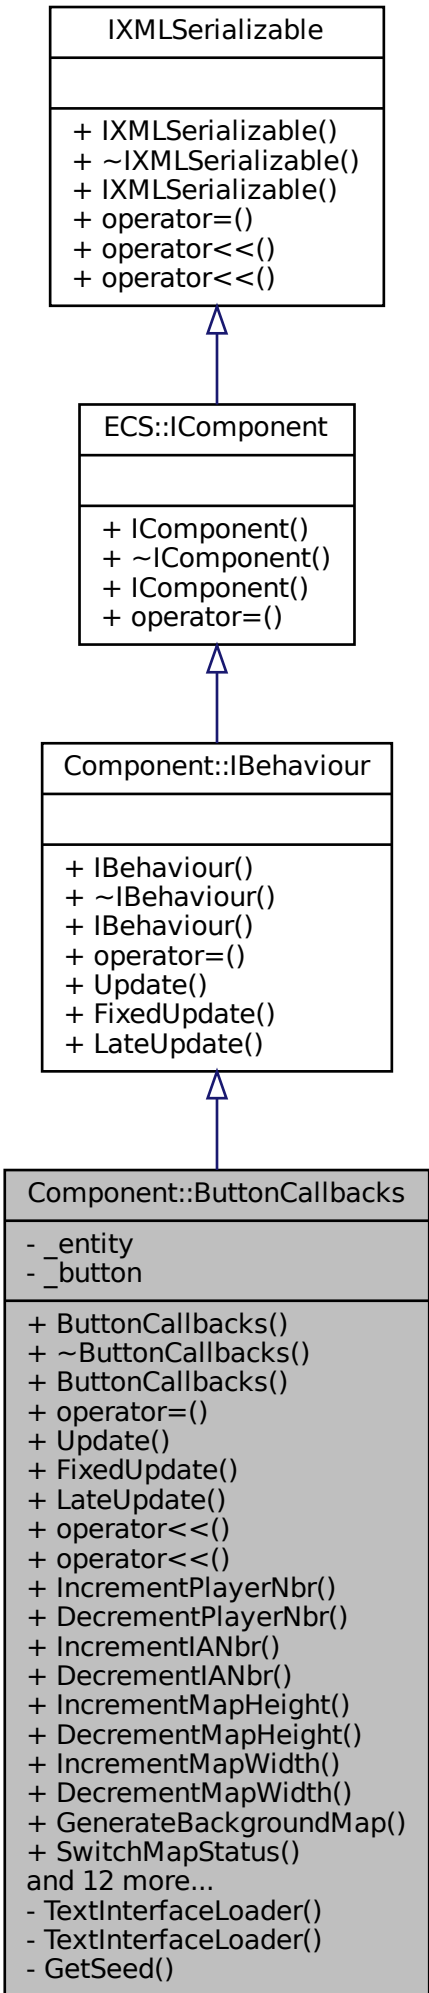 IXMLSerializable
+ IXMLSerializable()
+ ~IXMLSerializable()
+ IXMLSerializable()
+ operator=()
+ operator<<()
+ operator<<()
ECS::IComponent
+ IComponent()
+ ~IComponent()
+ IComponent()
+ operator=()
Component::IBehaviour
+ IBehaviour()
+ ~IBehaviour()
+ IBehaviour()
+ operator=()
+ Update()
+ FixedUpdate()
+ LateUpdate()
Component::ButtonCallbacks
- _entity
- _button
+ ButtonCallbacks()
+ ~ButtonCallbacks()
+ ButtonCallbacks()
+ operator=()
+ Update()
+ FixedUpdate()
+ LateUpdate()
+ operator<<()
+ operator<<()
+ IncrementPlayerNbr()
+ DecrementPlayerNbr()
+ IncrementIANbr()
+ DecrementIANbr()
+ IncrementMapHeight()
+ DecrementMapHeight()
+ IncrementMapWidth()
+ DecrementMapWidth()
+ GenerateBackgroundMap()
+ SwitchMapStatus()
and 12 more...
- TextInterfaceLoader()
- TextInterfaceLoader()
- GetSeed()